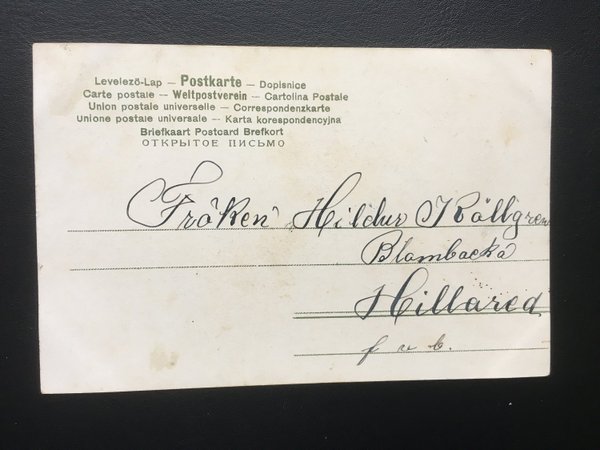 Levelező-Lap — Postkarte — Dopisnice
Carte postale — Weltpostverein — Cartolina Postale
Union postale universelle — Correspondenzkarte
Unione postale universale — Karta korespondencyjna
Briefkaart Postcard Brefkort
ОТКРЫТОЕ ПИСЬМО
Fröken Hildur Källgren
Blambacka
Hillared
f u b.